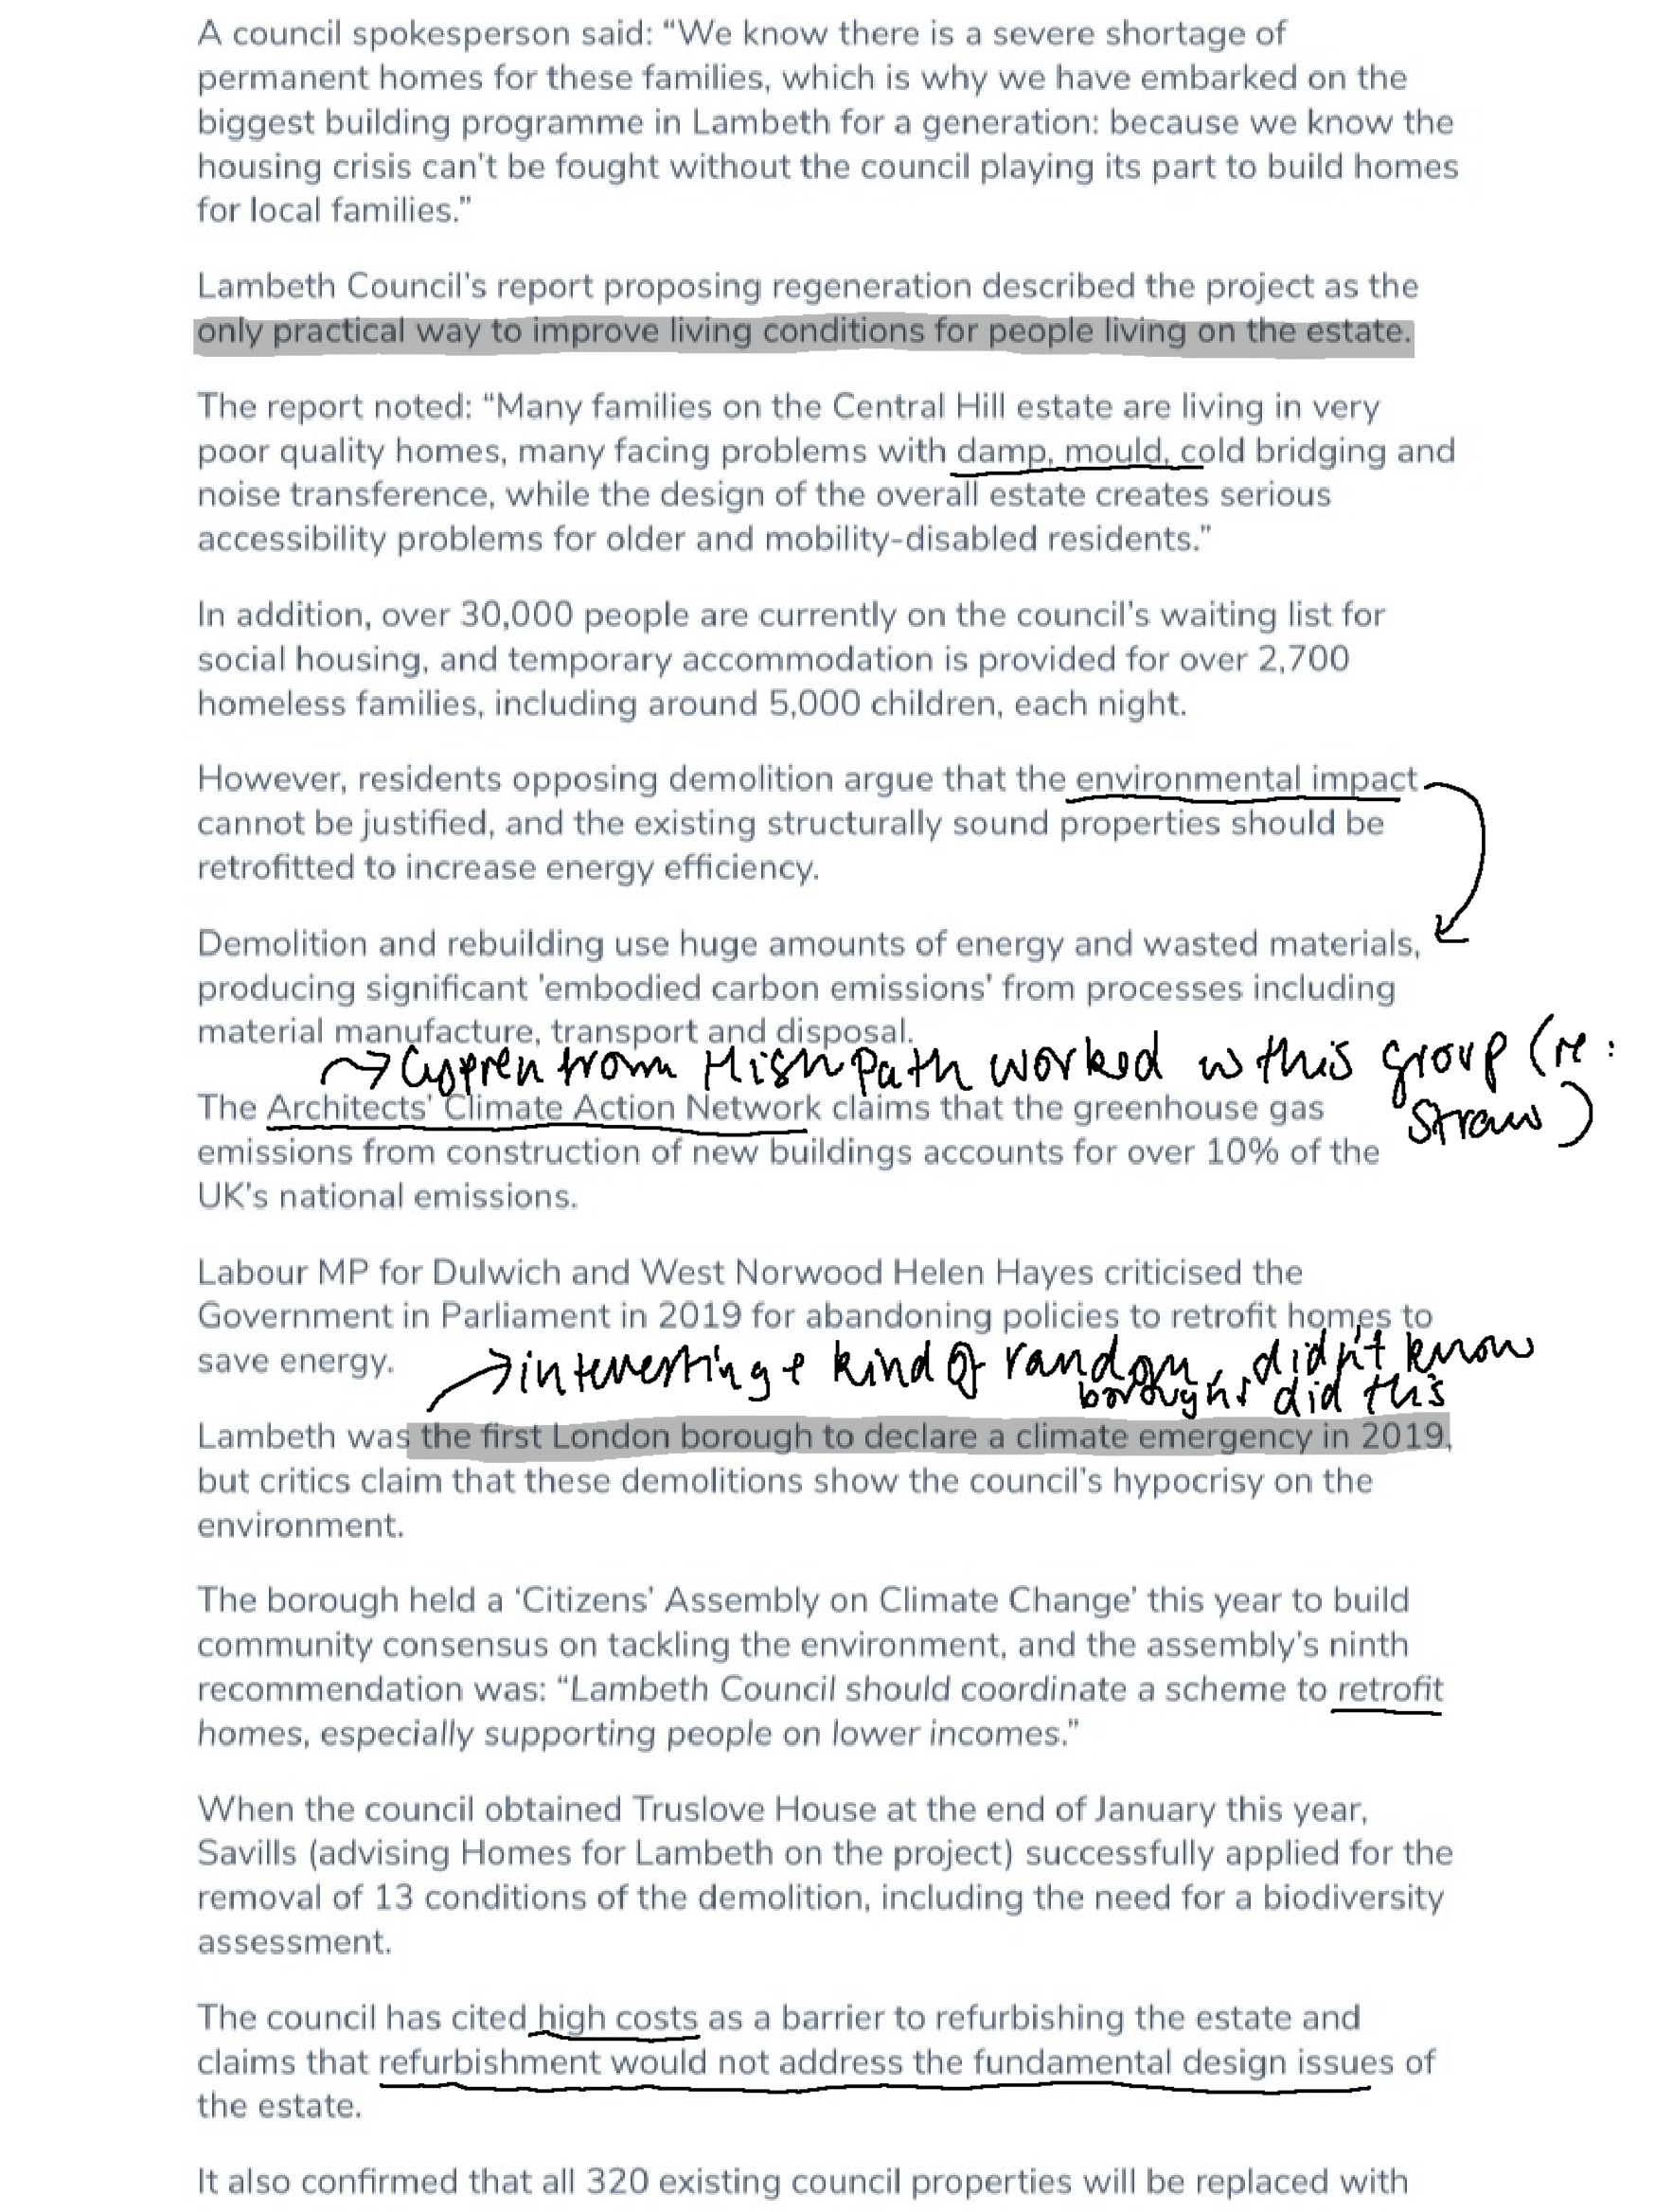 A council spokesperson said: “We know there is a severe shortage of
permanent homes for these families, which is why we have embarked on the
biggest building programme in Lambeth for a generation: because we know the
housing crisis can't be fought without the council playing its part to build homes
for local families.”
Lambeth Council's report proposing regeneration described the project as the
only practical way to improve living conditions for people living on the estate.
The report noted: “Many families on the Central Hill estate are living in very
poor quality homes, many facing problems with damp, mould, cold bridging and
noise transference, while the design of the overall estate creates serious
accessibility problems for older and mobility-disabled residents.”
In addition, over 30,000 people are currently on the council's waiting list for
social housing, and temporary accommodation is provided for over 2,700
homeless families, including around 5,000 children, each night.
However, residents opposing demolition argue that the environmental impact
cannot be justified, and the existing structurally sound properties should be
retrofitted to increase energy efficiency.
Demolition and rebuilding use huge amounts of energy and wasted materials,
producing significant 'embodied carbon emissions' from processes including
material manufacture, transport and disposal.
→ from High Path worked w this group (re:
straw)
The Architects' Climate Action Network claims that the greenhouse gas
emissions from construction of new buildings accounts for over 10% of the
UK's national emissions.
Labour MP for Dulwich and West Norwood Helen Hayes criticised the
Government in Parliament in 2019 for abandoning policies to retrofit homes to
save energy.
→ interesting + kind of random, didn't know
boroughs did this
Lambeth was the first London borough to declare a climate emergency in 2019,
but critics claim that these demolitions show the council's hypocrisy on the
environment.
The borough held a ‘Citizens’ Assembly on Climate Change’ this year to build
community consensus on tackling the environment, and the assembly's ninth
recommendation was: “Lambeth Council should coordinate a scheme to retrofit
homes, especially supporting people on lower incomes.”
When the council obtained Truslove House at the end of January this year,
Savills (advising Homes for Lambeth on the project) successfully applied for the
removal of 13 conditions of the demolition, including the need for a biodiversity
assessment.
The council has cited high costs as a barrier to refurbishing the estate and
claims that refurbishment would not address the fundamental design issues of
the estate.
It also confirmed that all 320 existing council properties will be replaced with